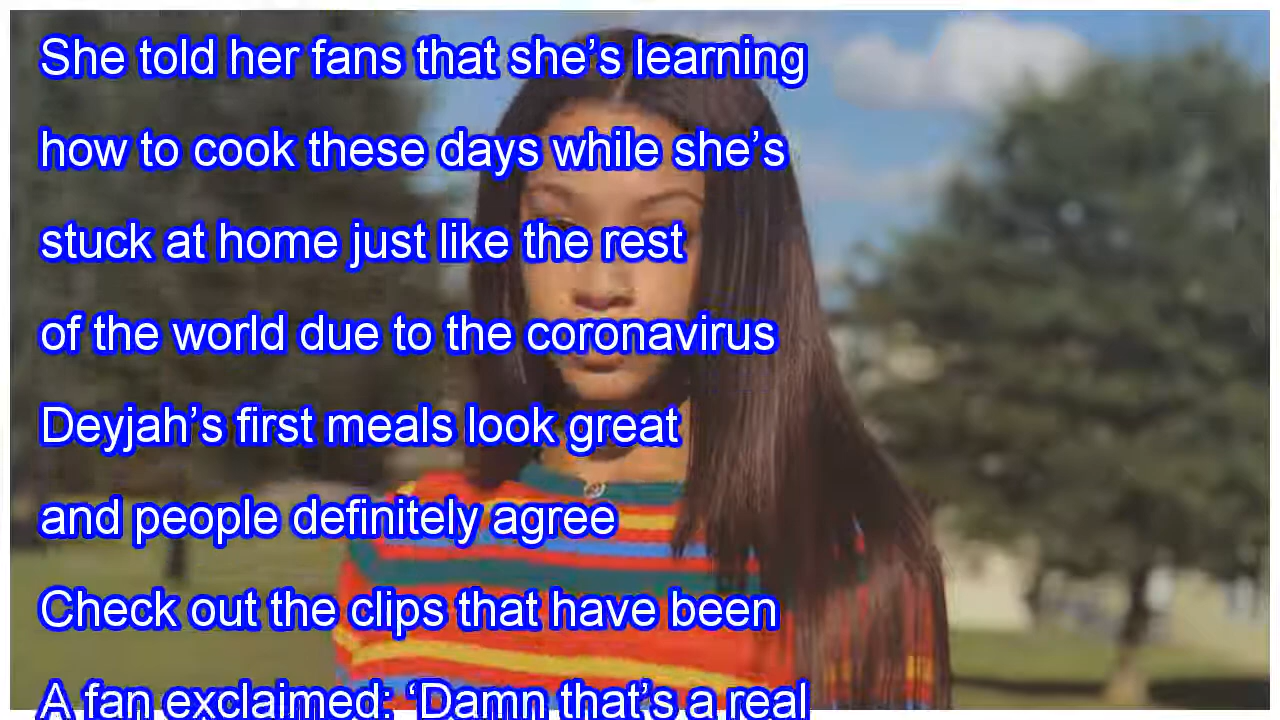 She told her fans that she’s learning
how to cook these days while she’s
stuck at home just like the rest
of the world due to the coronavirus
Deyjah’s first meals look great
and people definitely agree
Check out the clips that have been
A fan exclaimed: ‘Damn that’s a real